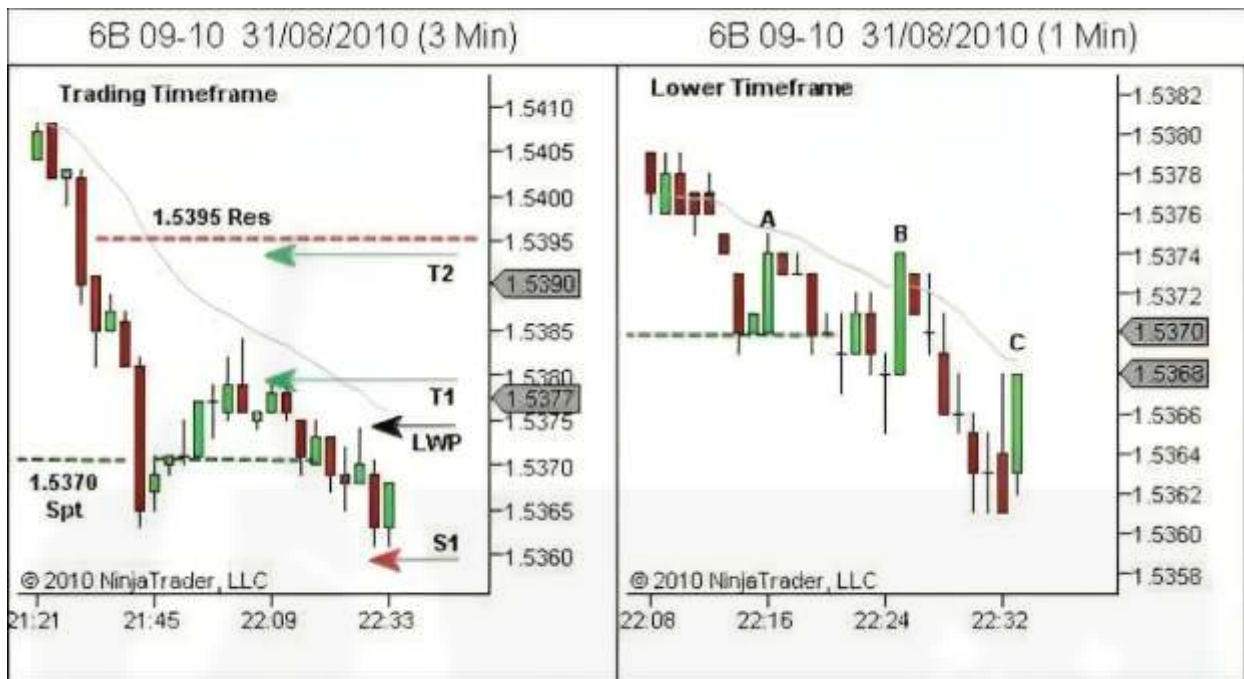 6B 09-10 31/08/2010 (3 Min)
Trading Timeframe
1.5395 Res
T2
T1
LWP
1.5370
Spt
S1
© 2010 NinjaTrader, LLC
1.5410
1.5405
1.5400
1.5395
1.5390
1.5385
1.5380
1.5377
1.5375
1.5370
1.5365
1.5360
21:21
21:45
22:09
22:33
6B 09-10 31/08/2010 (1 Min)
Lower Timeframe
A
B
C
© 2010 NinjaTrader, LLC
1.5382
1.5380
1.5378
1.5376
1.5374
1.5372
1.5370
1.5368
1.5366
1.5364
1.5362
1.5360
1.5358
22:08
22:16
22:24
22:32